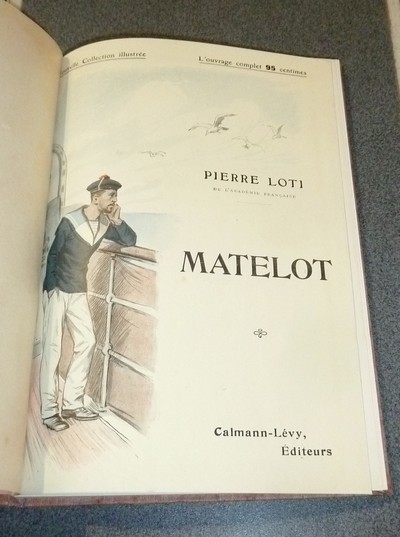 Collection illustrée
L'ouvrage complet 95 centimes
PIERRE LOTI
DE L'ACADÉMIE FRANÇAISE
MATELOT
Calmann-Lévy,
Éditeurs